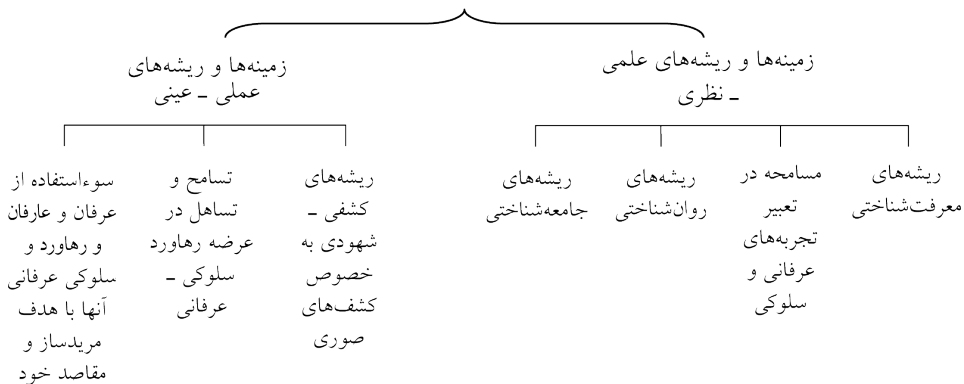 زمینه‌ها و ریشه‌های علمی
ـ نظری
ریشه‌های
معرفت‌شناختی
مسامحه در
تعبیر
تجربه‌های
عرفانی و
سلوکی
ریشه‌های
روان‌شناختی
ریشه‌های
جامعه‌شناختی
زمینه‌ها و ریشه‌های
عملی ـ عینی
ریشه‌های
کشفی ـ
شهودی به
خصوص
کشف‌های
صوری
تسامح و
تساهل در
عرضه رهاورد
سلوکی ـ
عرفانی
سوءاستفاده از
عرفان و عارفان
و رهاورد و
سلوکی عرفانی
آنها با هدف
مریدساز و
مقاصد خود